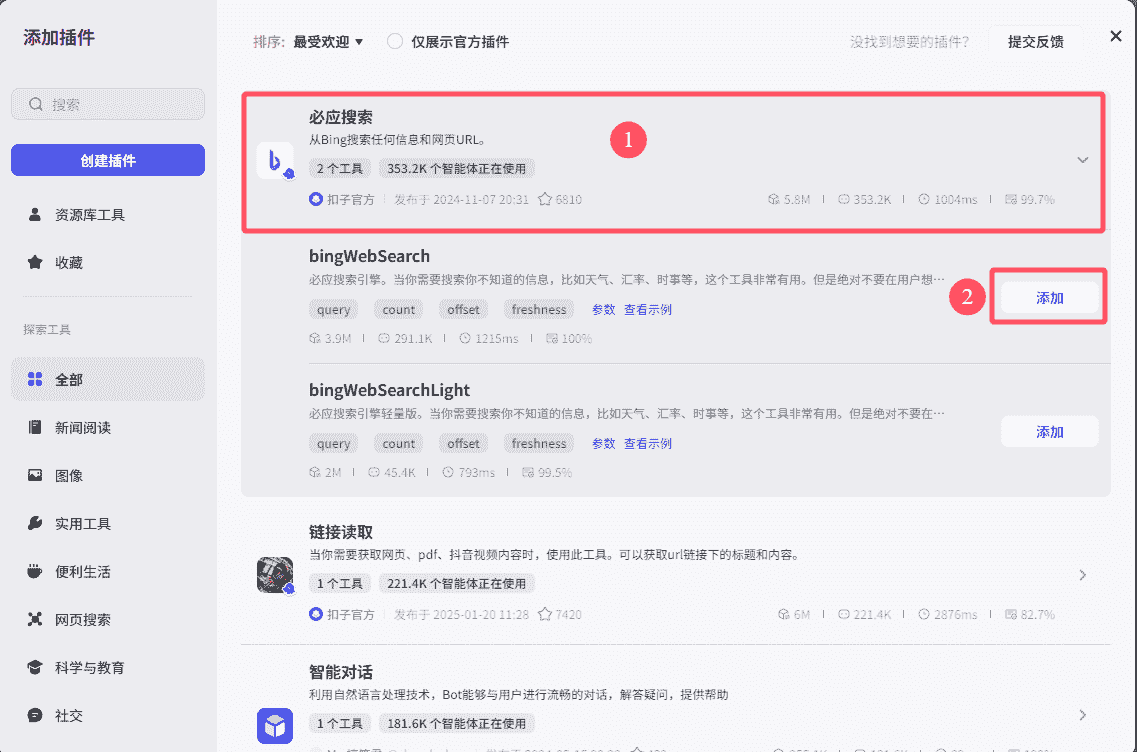 添加插件
搜索
创建插件
资源库工具
收藏
探索工具
全部
新闻阅读
图像
实用工具
便利生活
网页搜索
科学与教育
社交
排序: 最受欢迎 仅展示官方插件 没找到想要的插件? 提交反馈
必应搜索
从Bing搜索任何信息和网页URL。
1
2 个工具 353.2K 个智能体正在使用
扣子官方 发布于 2024-11-07 20:31 6810 5.8M 353.2K 1004ms 99.7%
bingWebSearch
必应搜索引擎。当你需要搜索你不知道的信息，比如天气、汇率、时事等，这个工具非常有用。但是绝对不要在用户想…
2 添加
query count offset freshness 参数 查看示例
3.9M 291.1K 1215ms 100%
bingWebSearchLight
必应搜索引擎轻量版。当你需要搜索你不知道的信息，比如天气、汇率、时事等，这个工具非常有用。但是绝对不要在…
添加
query count offset freshness 参数 查看示例
2M 45.4K 793ms 99.5%
链接读取
当你需要获取网页、pdf、抖音视频内容时，使用此工具。可以获取url链接下的标题和内容。
1 个工具 221.4K 个智能体正在使用
扣子官方 发布于 2025-01-20 11:28 7420 6M 221.4K 2876ms 82.7%
智能对话
利用自然语言处理技术，Bot能够与用户进行流畅的对话，解答疑问，提供帮助
1 个工具 181.6K 个智能体正在使用